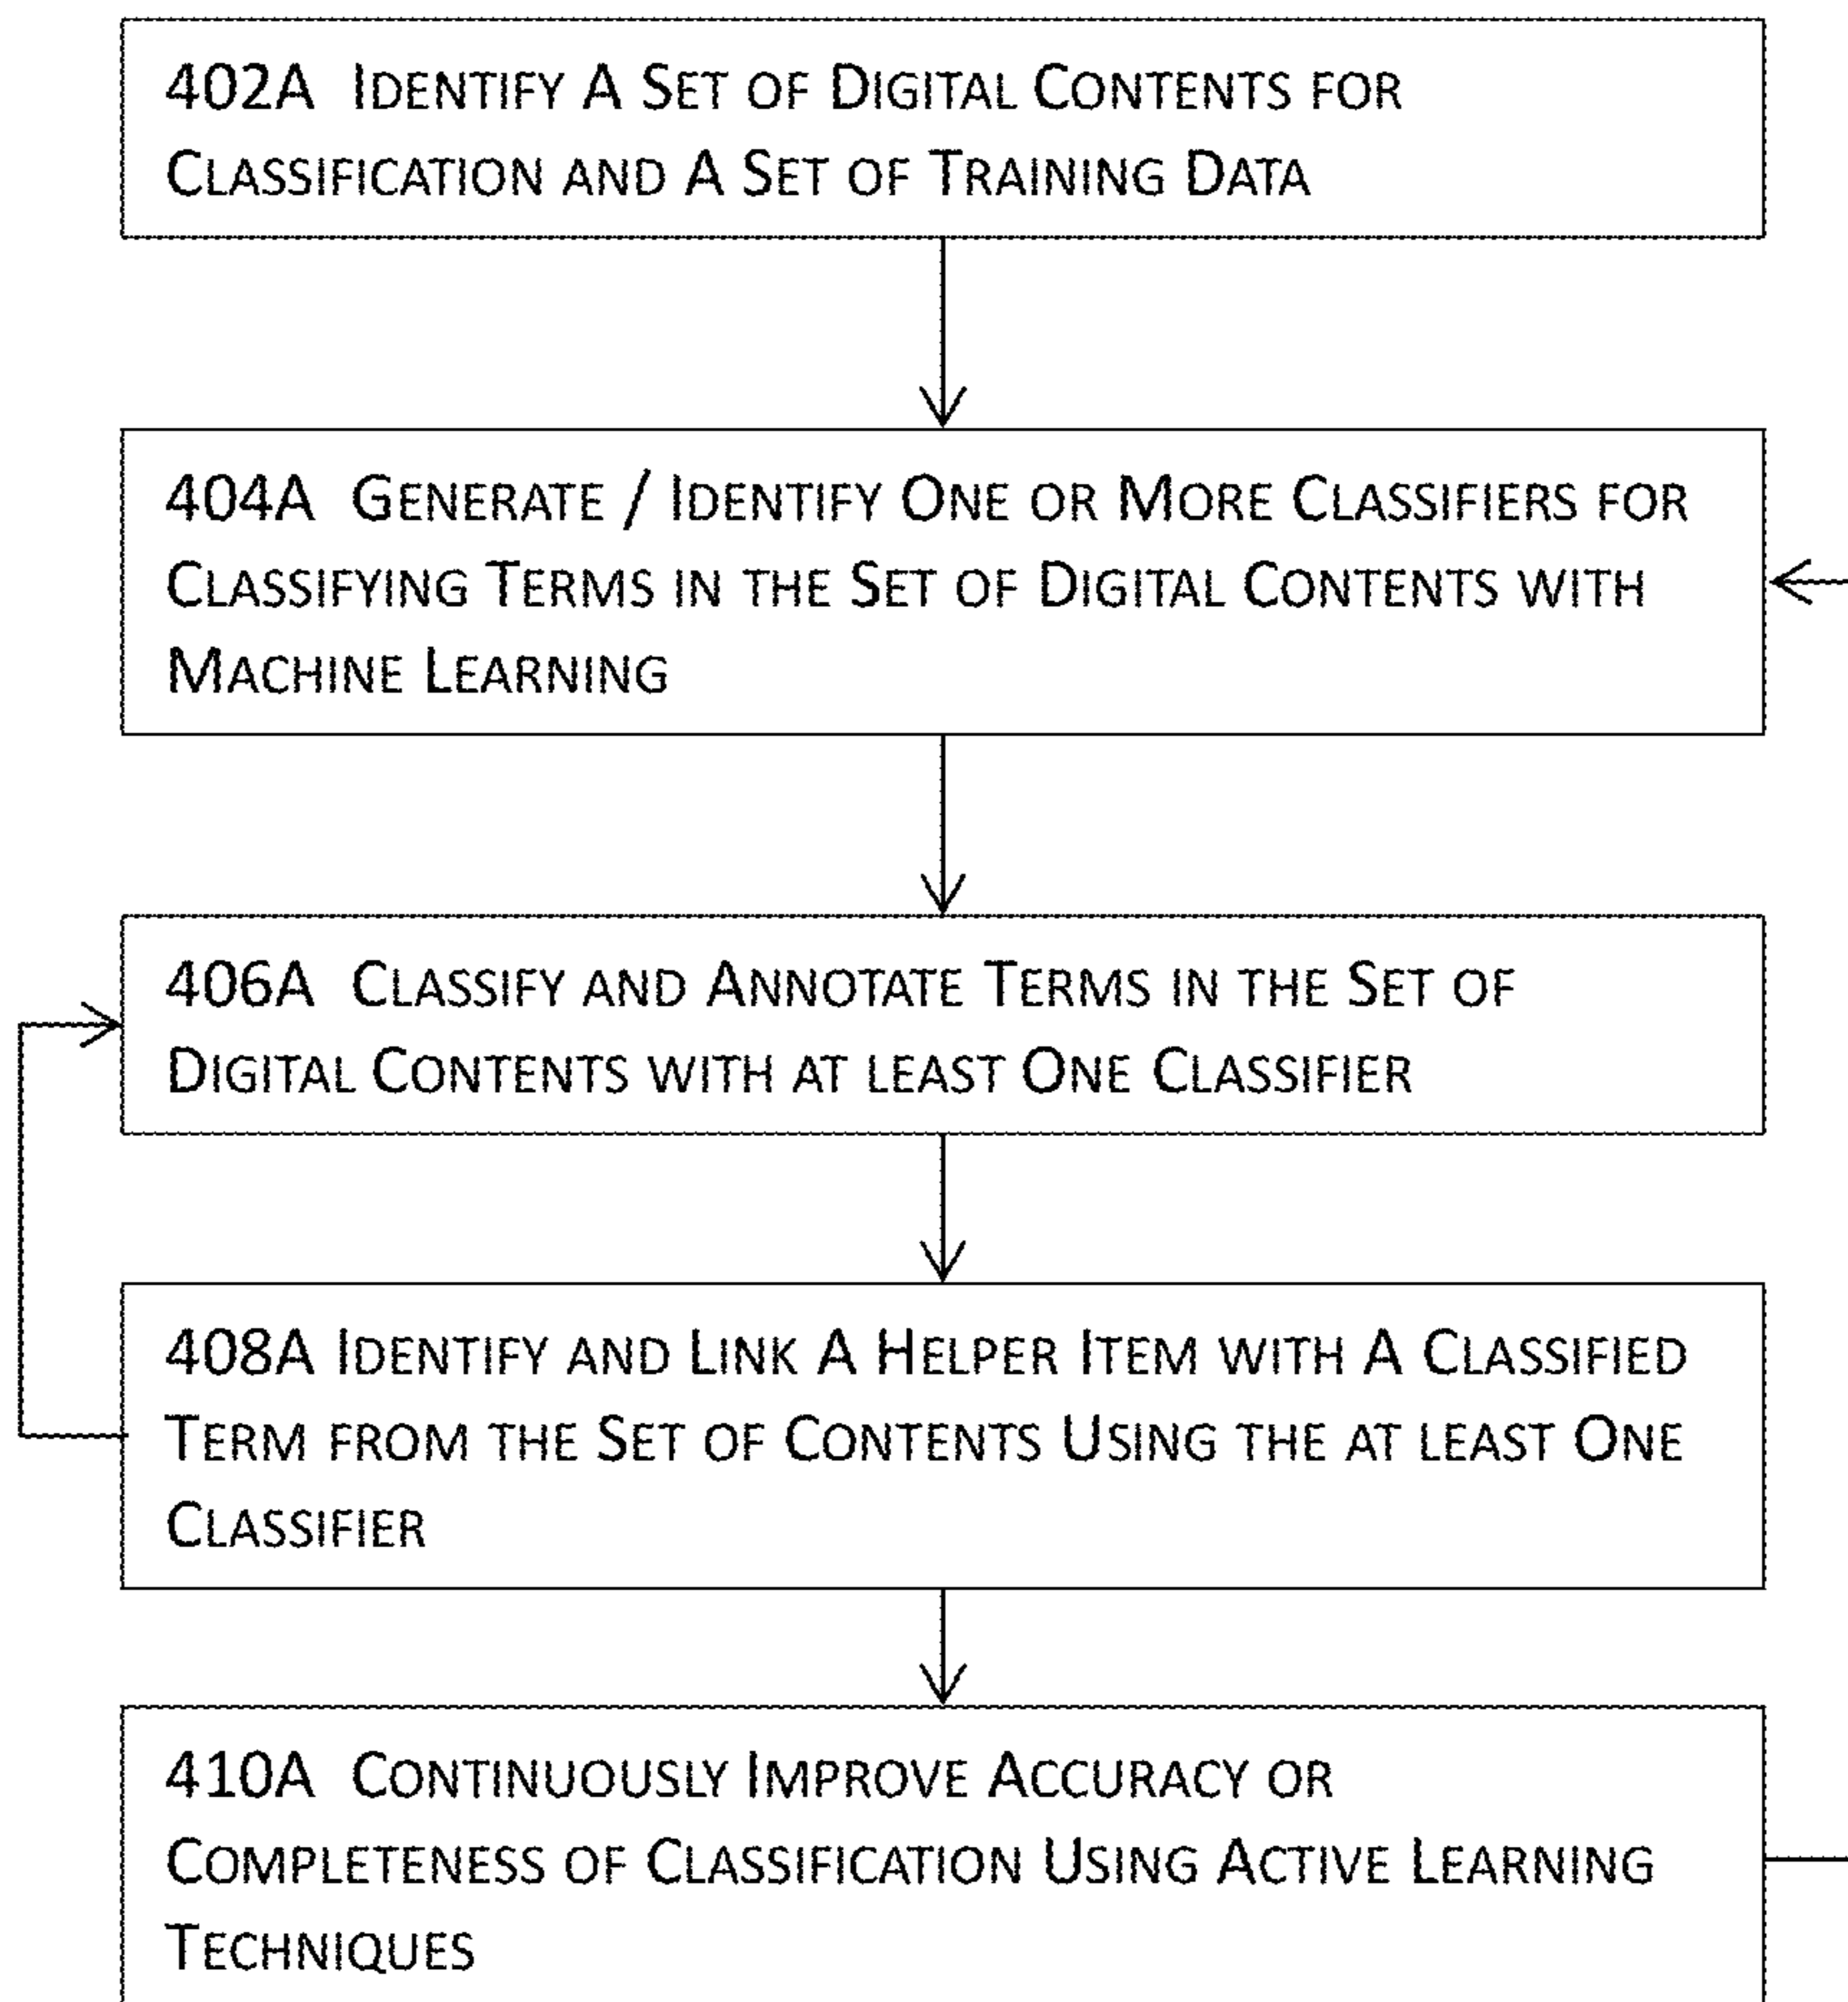 402A Identify A Set of Digital Contents for
Classification and A Set of Training Data
404A Generate / Identify One or More Classifiers for
Classifying Terms in the Set of Digital Contents with
Machine Learning
406A Classify and Annotate Terms in the Set of
Digital Contents with at least One Classifier
408A Identify and Link A Helper Item with A Classified
Term from the Set of Contents Using the at least One
Classifier
410A Continuously Improve Accuracy or
Completeness of Classification Using Active Learning
Techniques